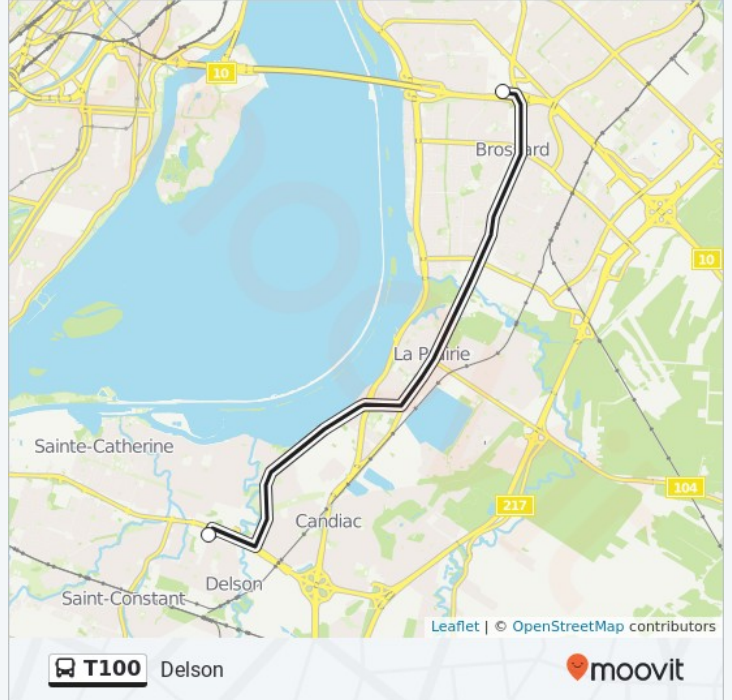 10
Brossard
10
La Prairie
Sainte-Catherine
104
217
Candiac
Delson
Saint-Constant
Leaflet | © OpenStreetMap contributors
T100 Delson
moovit